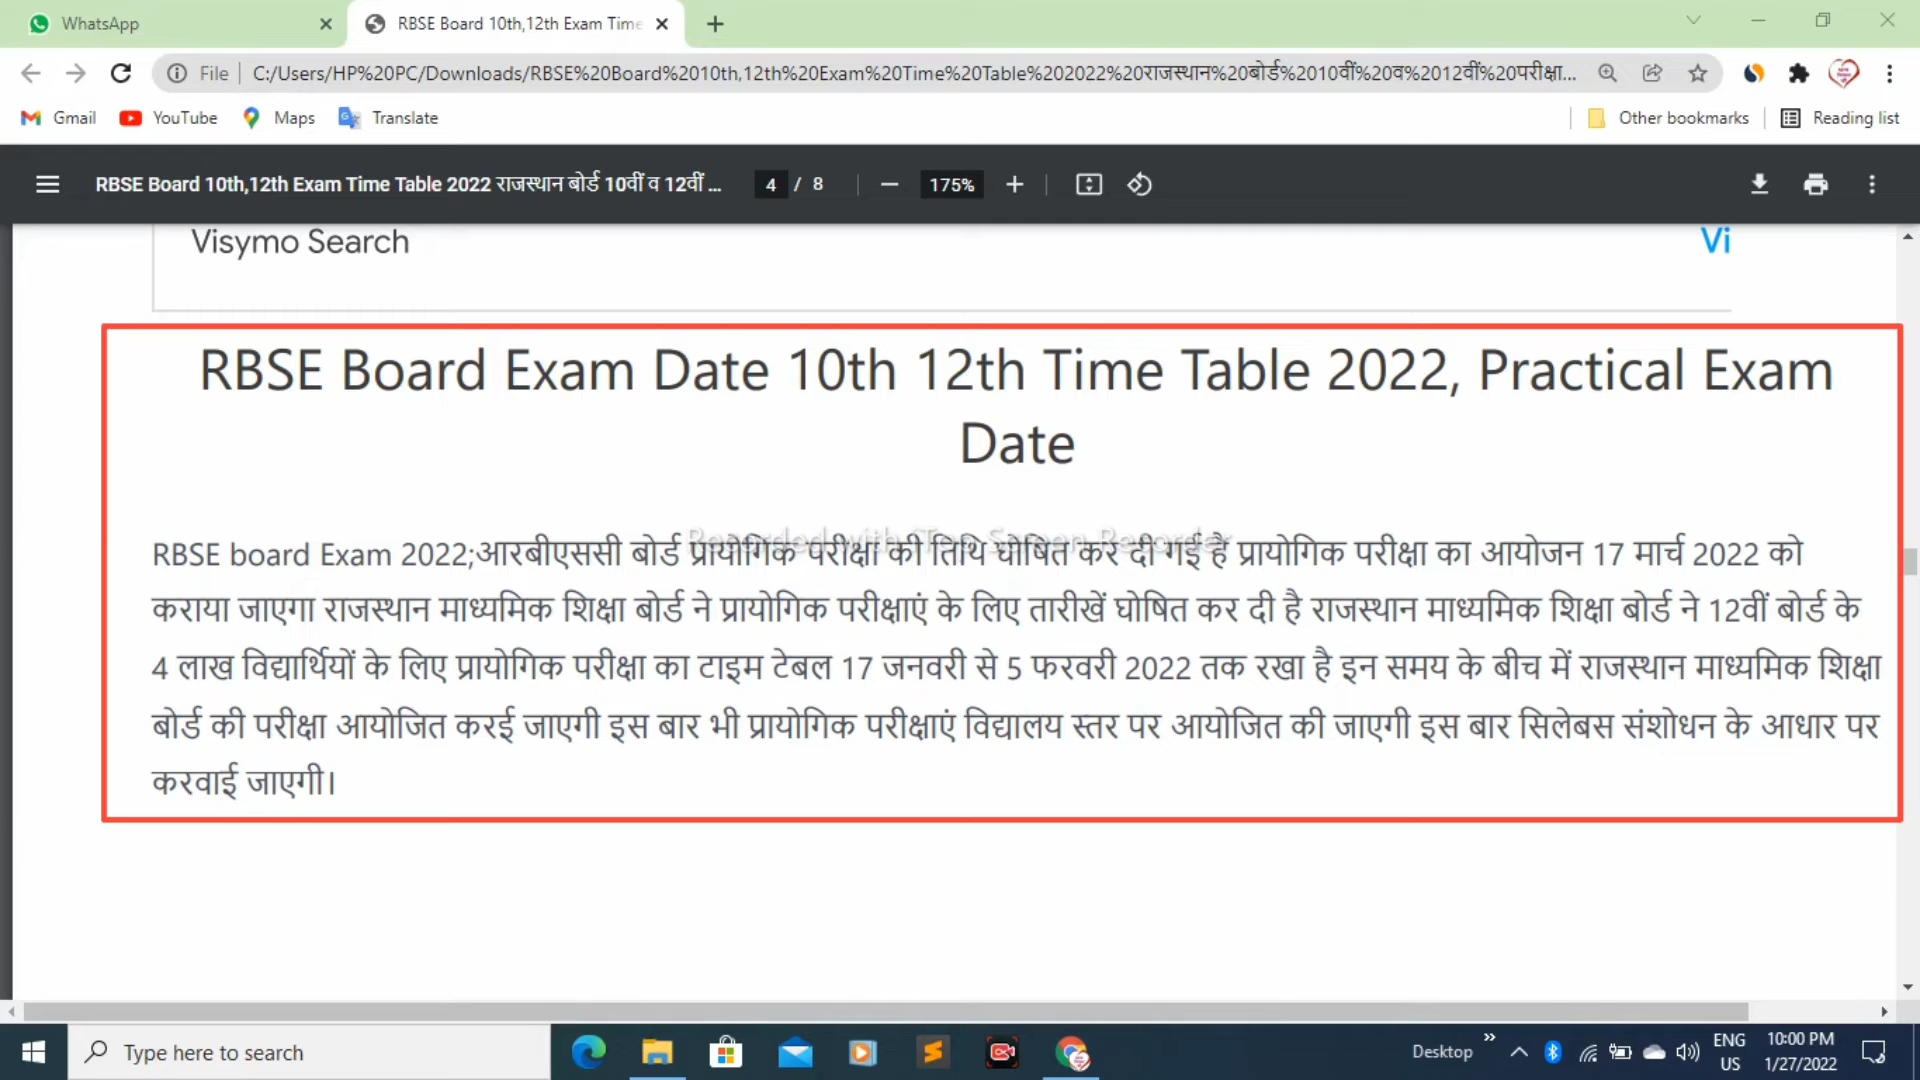 WhatsApp
RBSE Board 10th,12th Exam Time
File
C:/Users/HP%20PC/Downloads/RBSE%20Board%2010th,12th%20Exam%20Time%20Table%202022%20राजस्थान%20बोर्ड%2010वीं%20व%2012वीं%20परीक्षा...
Gmail YouTube Maps Translate Other bookmarks Reading list
RBSE Board 10th,12th Exam Time Table 2022 राजस्थान बोर्ड 10वीं व 12वीं ... 4 / 8 175%
Visymo Search Vi
RBSE Board Exam Date 10th 12th Time Table 2022, Practical Exam
Date
Recorded with iTop Screen Recorder
RBSE board Exam 2022;आरबीएससी बोर्ड प्रायोगिक परीक्षा की तिथि घोषित कर दी गई है प्रायोगिक परीक्षा का आयोजन 17 मार्च 2022 को
कराया जाएगा राजस्थान माध्यमिक शिक्षा बोर्ड ने प्रायोगिक परीक्षाएं के लिए तारीखें घोषित कर दी है राजस्थान माध्यमिक शिक्षा बोर्ड ने 12वीं बोर्ड के
4 लाख विद्यार्थियों के लिए प्रायोगिक परीक्षा का टाइम टेबल 17 जनवरी से 5 फरवरी 2022 तक रखा है इन समय के बीच में राजस्थान माध्यमिक शिक्षा
बोर्ड की परीक्षा आयोजित करई जाएगी इस बार भी प्रायोगिक परीक्षाएं विद्यालय स्तर पर आयोजित की जाएगी इस बार सिलेबस संशोधन के आधार पर
करवाई जाएगी।
Type here to search
Desktop
ENG
US
10:00 PM
1/27/2022